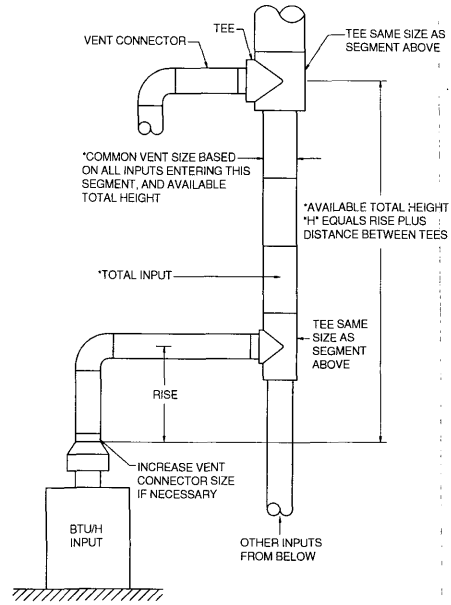 TEE
VENT CONNECTOR
TEE SAME SIZE AS
SEGMENT ABOVE
*COMMON VENT SIZE BASED
ON ALL INPUTS ENTERING THIS
SEGMENT, AND AVAILABLE
TOTAL HEIGHT
*AVAILABLE TOTAL HEIGHT
"H" EQUALS RISE PLUS
DISTANCE BETWEEN TEES
*TOTAL INPUT
TEE SAME
SIZE AS
SEGMENT
ABOVE
RISE
INCREASE VENT
CONNECTOR SIZE
IF NECESSARY
BTU/H
INPUT
OTHER INPUTS
FROM BELOW